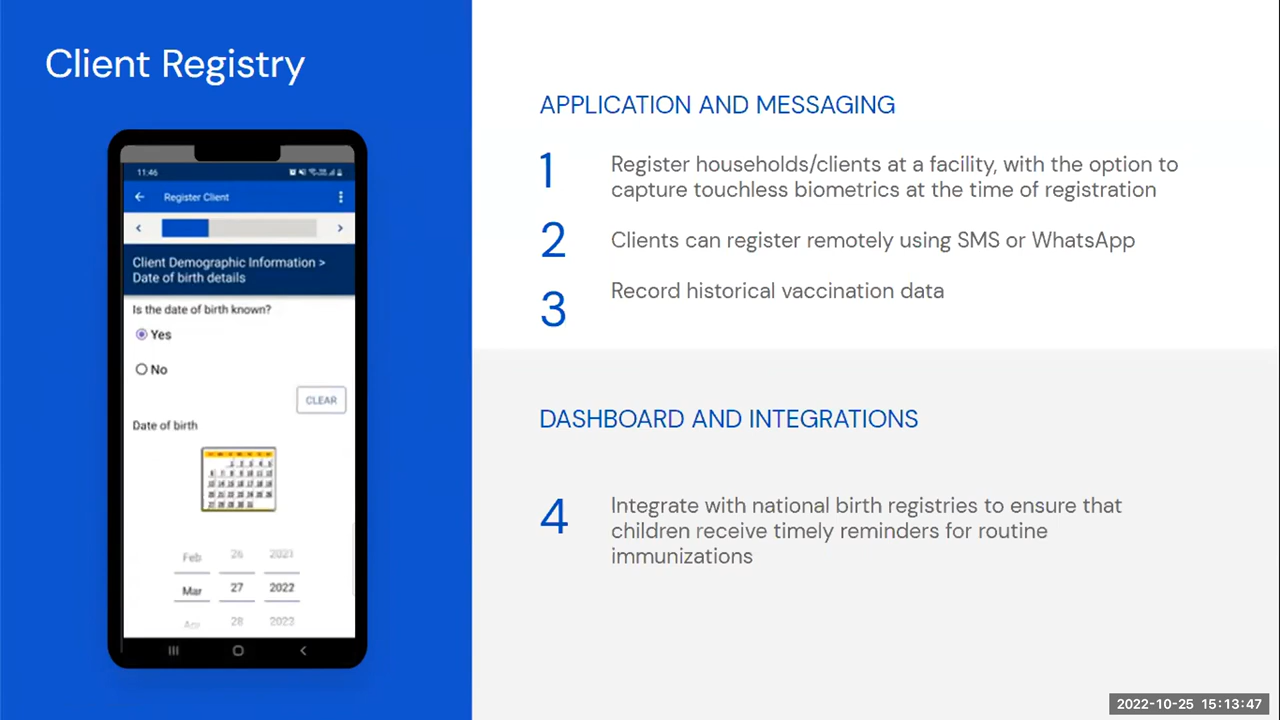 Client Registry
11:46
Register Client
Client Demographic Information >
Date of birth details
Is the date of birth known?
Yes
No
CLEAR
Date of birth
Feb 26 2021
Mar 27 2022
Apr 28 2023
APPLICATION AND MESSAGING
1 Register households/clients at a facility, with the option to
capture touchless biometrics at the time of registration
2 Clients can register remotely using SMS or WhatsApp
3 Record historical vaccination data
DASHBOARD AND INTEGRATIONS
4 Integrate with national birth registries to ensure that
children receive timely reminders for routine
immunizations
2022-10-25 15:13:47